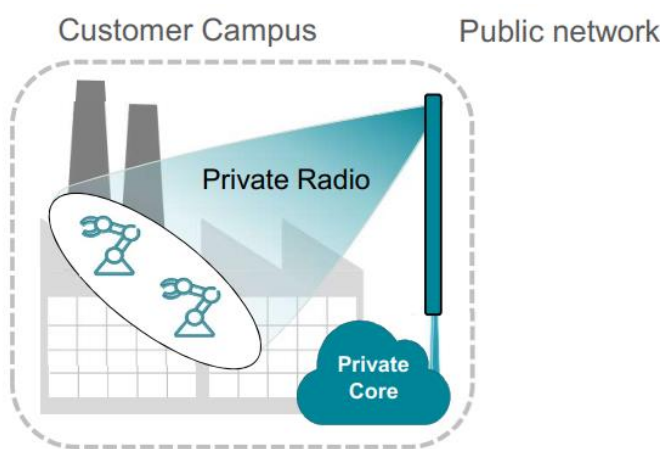 Customer Campus
Public network
Private Radio
Private
Core